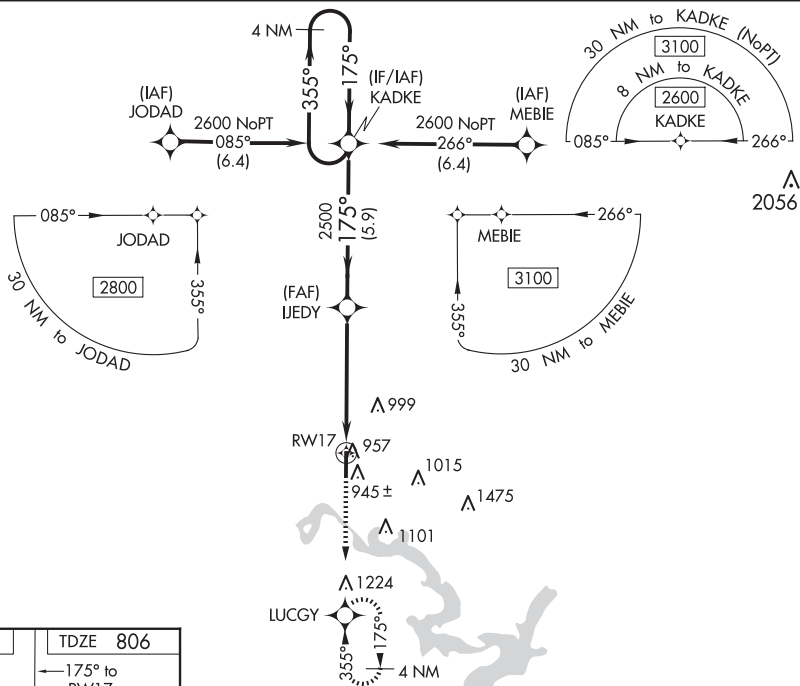 4 NM
355°
175°
(IF/IAF)
KADKE
(IAF)
JODAD
2600 NoPT
085°
(6.4)
2600 NoPT
266°
(6.4)
(IAF)
MEBIE
30 NM to KADKE (NoPT)
3100
8 NM to KADKE
2600
KADKE
085°
266°
2056
085°
JODAD
2800
355°
30 NM to JODAD
2500
175°
(5.9)
266°
MEBIE
3100
355°
30 NM to MEBIE
(FAF)
IJEDY
999
RW17
957
945±
1015
1475
1101
1224
LUCGY
355°
175°
4 NM
TDZE 806
175° to
RW17